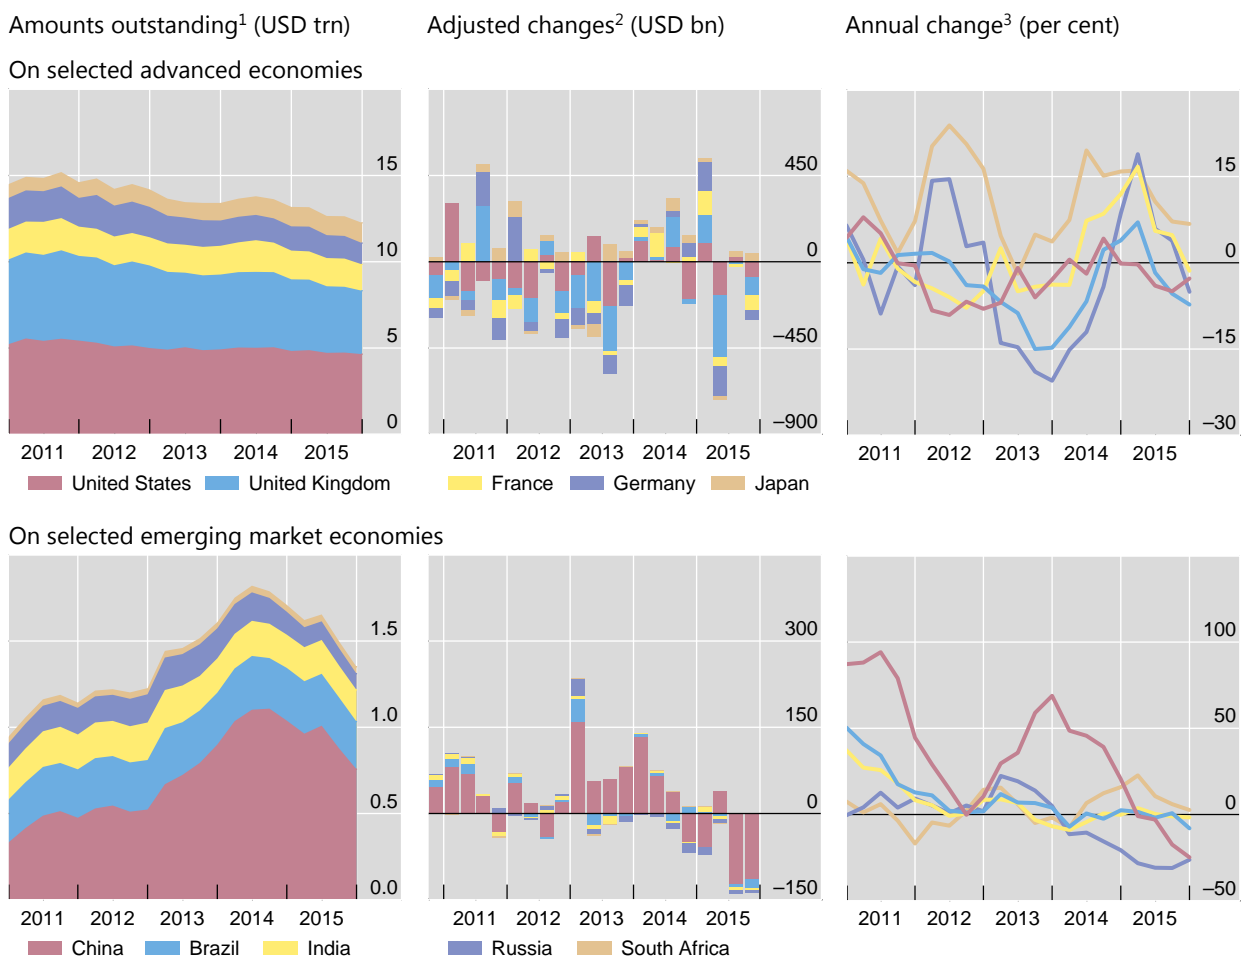 Amounts outstanding¹ (USD trn) Adjusted changes² (USD bn) Annual change³ (per cent)
On selected advanced economies
15 450 15
10 0 0
5 –450 –15
0 –900 –30
2011 2012 2013 2014 2015 2011 2012 2013 2014 2015 2011 2012 2013 2014 2015
United States United Kingdom France Germany Japan
On selected emerging market economies
1.5 300 100
1.0 150 50
0.5 0 0
0.0 –150 –50
2011 2012 2013 2014 2015 2011 2012 2013 2014 2015 2011 2012 2013 2014 2015
China Brazil India Russia South Africa